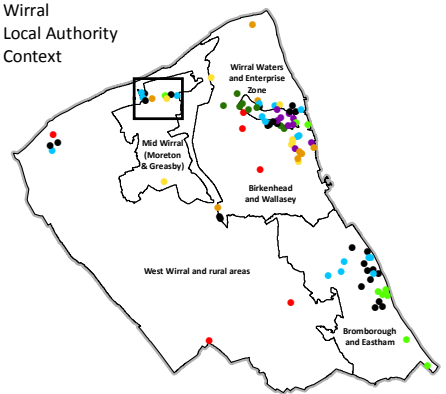 Wirral
Local Authority
Context
Wirral Waters
and Enterprise
Zone
Mid Wirral
(Moreton
& Greasby)
Birkenhead
and Wallasey
West Wirral and rural areas
Bromborough
and Eastham